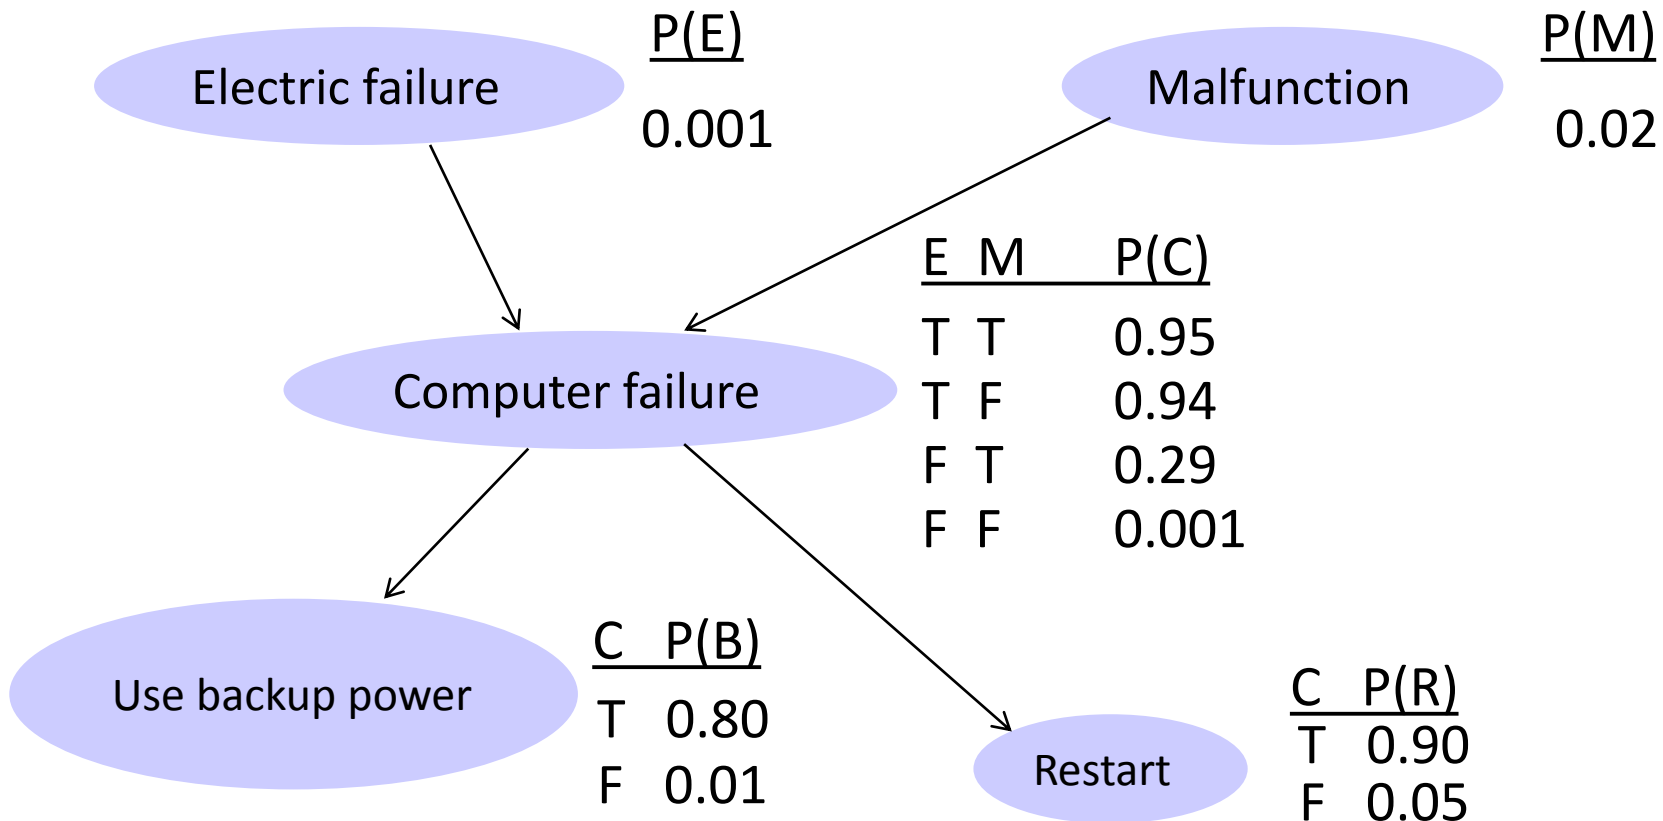 Electric failure
P(E)
0.001
Malfunction
P(M)
0.02
Computer failure
E M P(C)
T T 0.95
T F 0.94
F T 0.29
F F 0.001
Use backup power
C P(B)
T 0.80
F 0.01
Restart
C P(R)
T 0.90
F 0.05